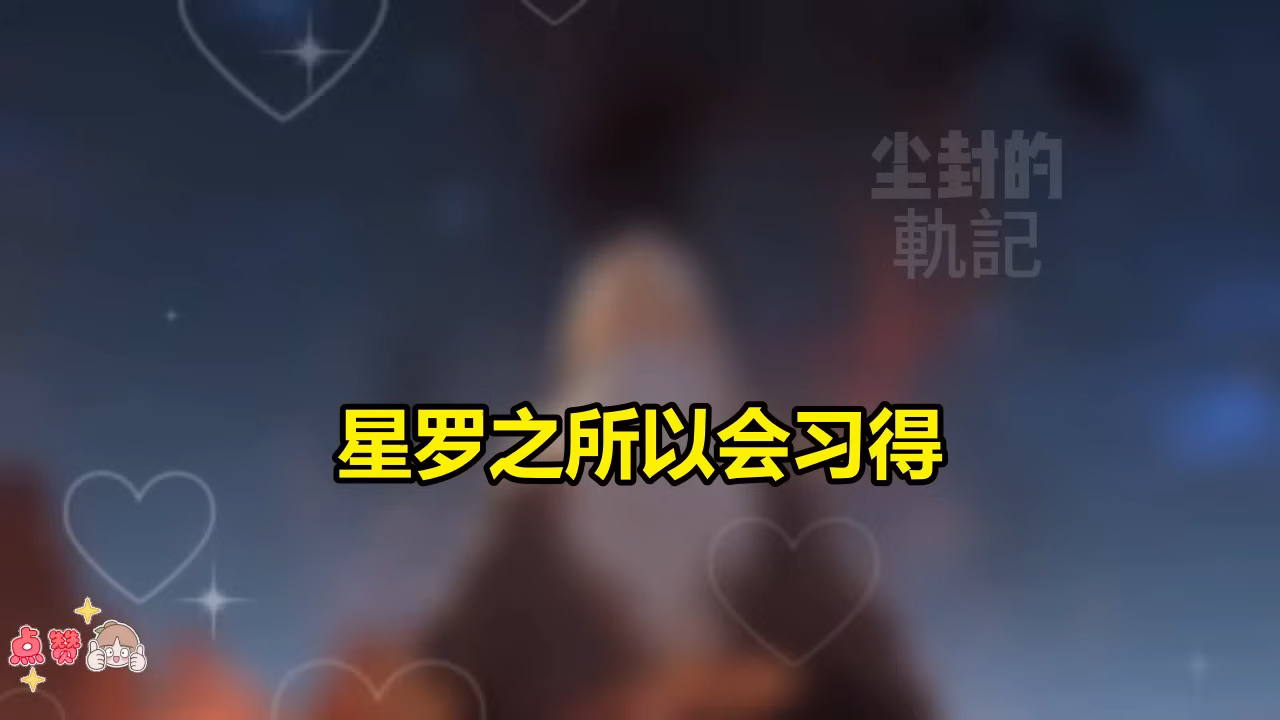 尘封的
軌記
星罗之所以会习得
点赞